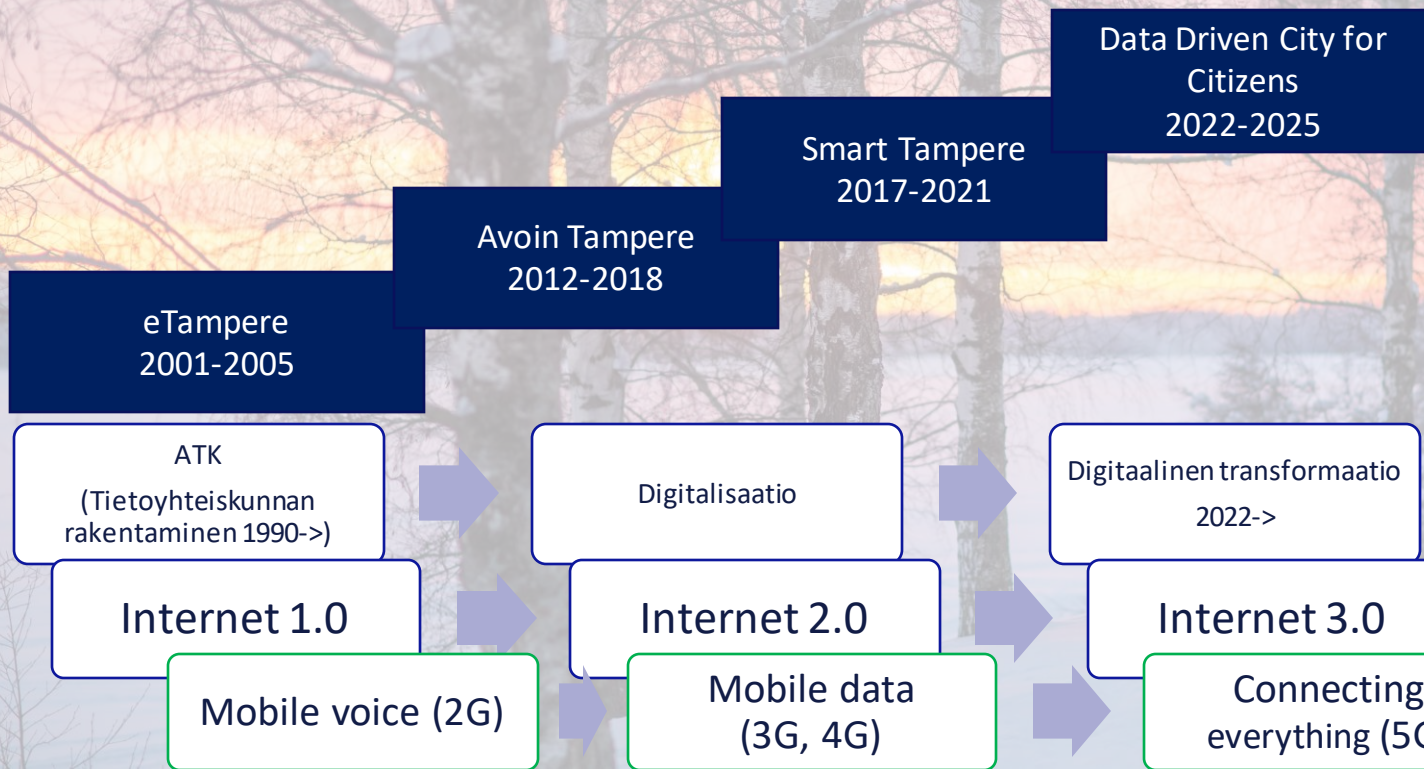 Data Driven City for
Citizens
2022-2025
Smart Tampere
2017-2021
Avoin Tampere
2012-2018
eTampere
2001-2005
ATK
(Tietoyhteiskunnan
rakentaminen 1990->)
Digitalisaatio
Digitaalinen transformaatio
2022->
Internet 1.0
Internet 2.0
Internet 3.0
Mobile voice (2G)
Mobile data
(3G, 4G)
Connecting
everything (5G